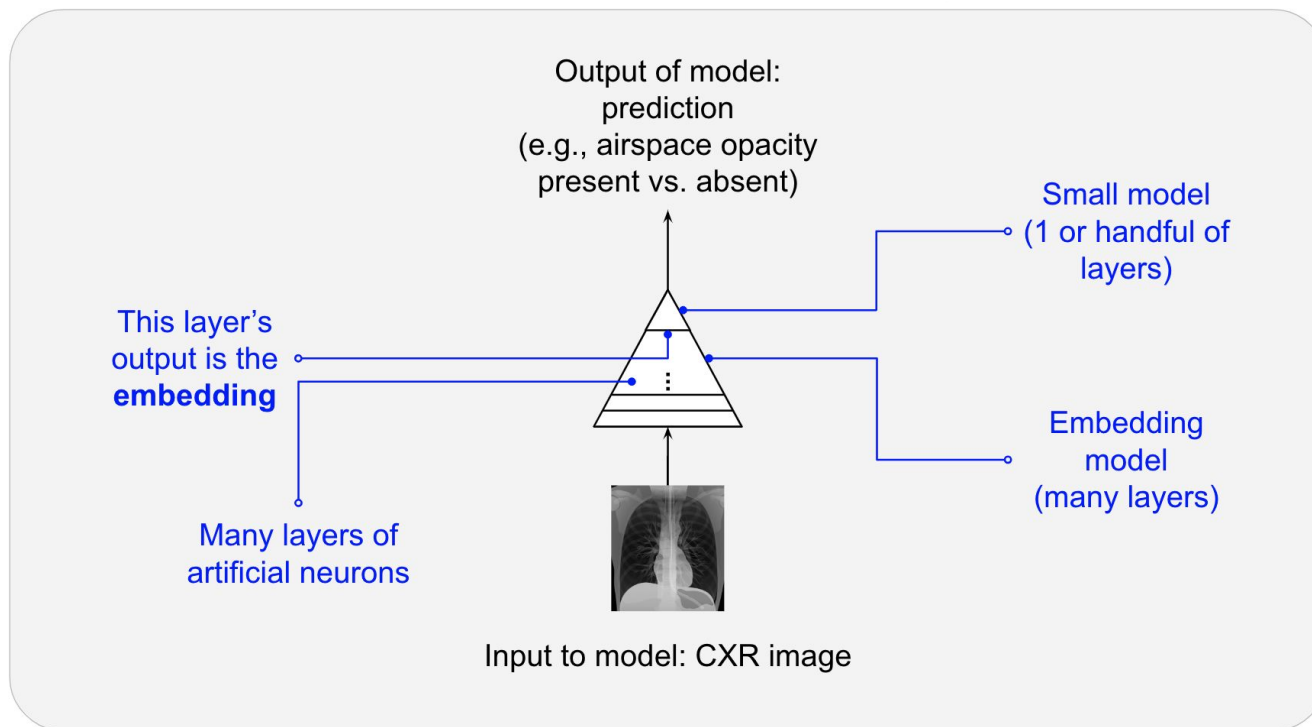 Output of model:
prediction
(e.g., airspace opacity
present vs. absent)
Small model
(1 or handful of
layers)
This layer’s
output is the
embedding
Embedding
model
(many layers)
Many layers of
artificial neurons
Input to model: CXR image